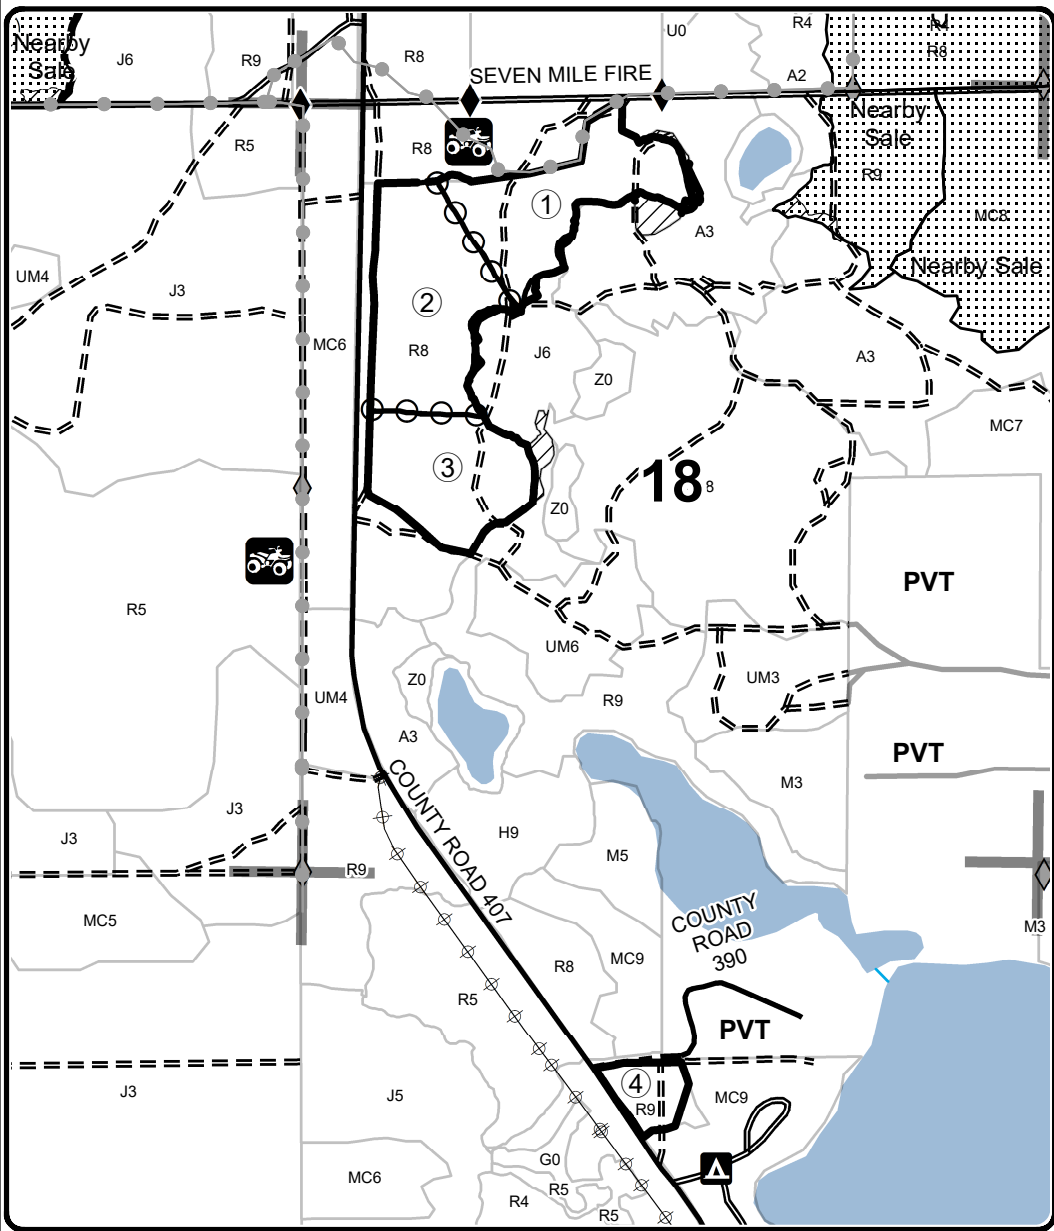 R4
R4
U0
Nearby
Sale
J6
R9
R8
R8
SEVEN MILE FIRE
A2
Nearby
Sale
R5
R8
R9
1
MC8
A3
UM4
J3
Nearby Sale
2
MC6
R8
J6
A3
Z0
MC7
3
18
8
Z0
PVT
R5
UM6
UM3
Z0
UM4
R9
A3
PVT
COUNTY ROAD 407
M3
J3
H9
J3
M5
R9
COUNTY
ROAD
390
MC5
M3
R8
MC9
R5
PVT
4
J3
J5
R9
MC9
G0
MC6
R5
R4
R5